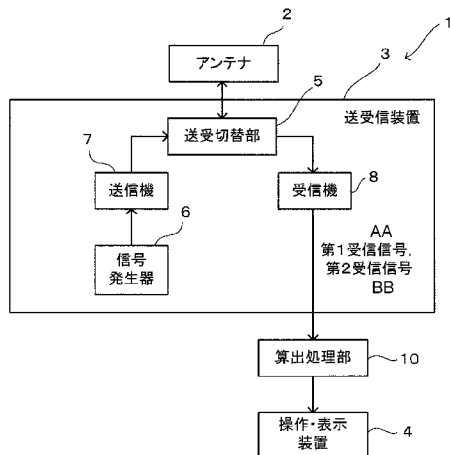 2
1
アンテナ
3
5
送受信装置
送受切替部
7
8
送信機
受信機
6
AA
第1受信信号,
第2受信信号
BB
信号
発生器
算出処理部
10
操作・表示
装置
4